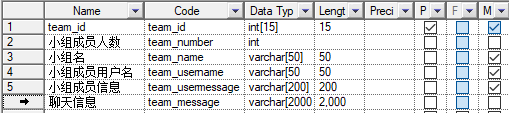 Name Code Data Typ Lengt Preci P F M
1 team_id team_id int[15] 15
2 小组成员人数 team_number int
3 小组名 team_name varchar[50] 50
4 小组成员用户名 team_username varchar[50] 50
5 小组成员信息 team_usermessage varchar[200] 200
聊天信息 team_message varchar[2000 2,000